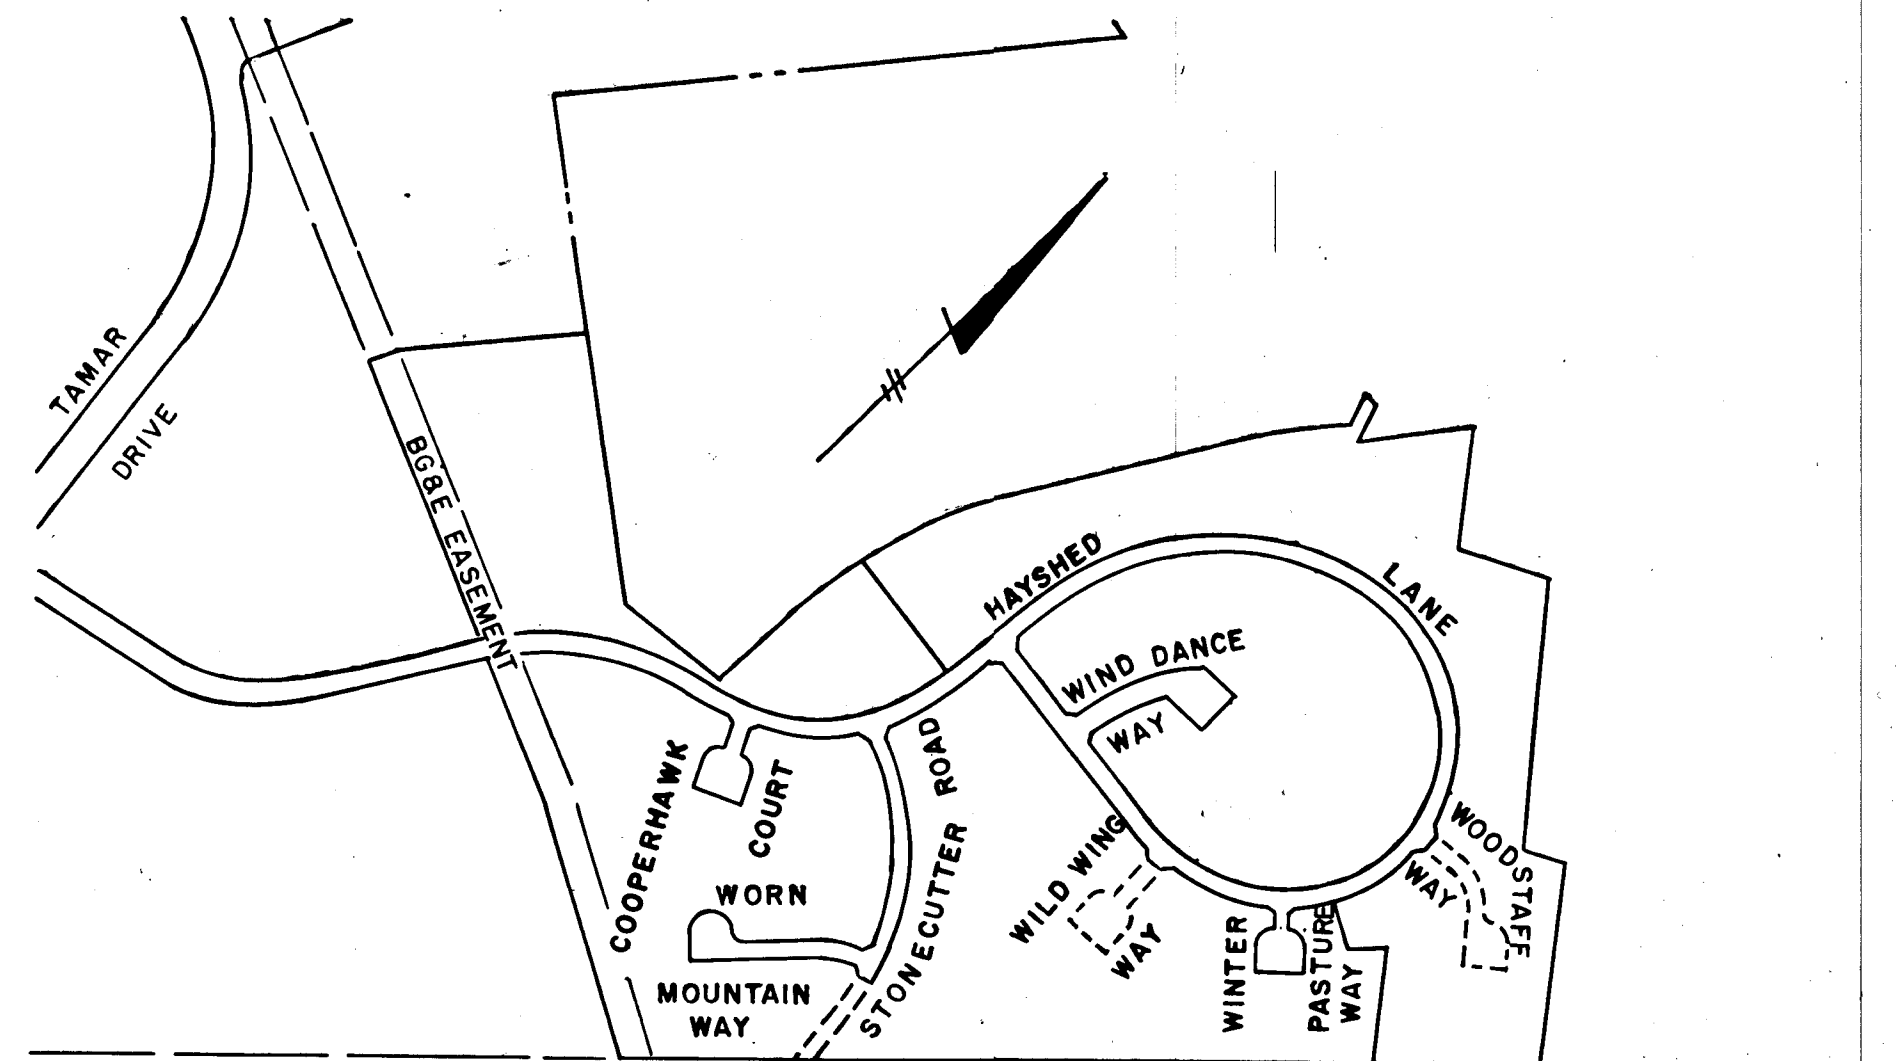 TAMAR
DRIVE
BG&E EASEMENT
HAYSHED
LANE
WIND DANCE
WAY
COOPERHAWK
COURT
STONECUTTER ROAD
WORN
MOUNTAIN
WAY
WILD WING
WAY
WINTER
PASTURE
WAY
WOODSTAFF
WAY